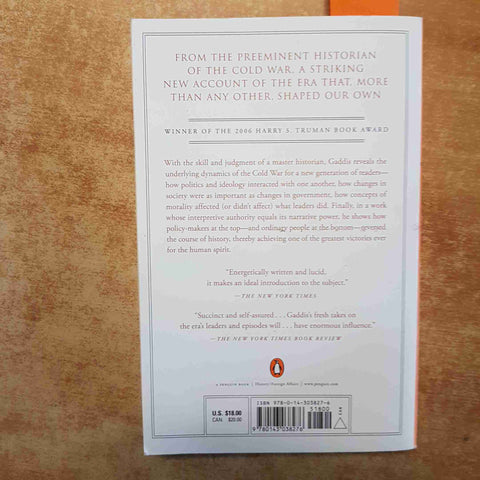 FROM THE PREEMINENT HISTORIAN
OF THE COLD WAR, A STRIKING
NEW ACCOUNT OF THE ERA THAT, MORE
THAN ANY OTHER, SHAPED OUR OWN
WINNER OF THE 2006 HARRY S. TRUMAN BOOK AWARD
With the skill and judgment of a master historian, Gaddis reveals the
underlying dynamics of the Cold War for a new generation of readers—
how politics and ideology interacted with one another, how changes in
society were as important as changes in government, how concepts of
morality affected (or didn't affect) what leaders did. Finally, in a work
whose interpretive authority equals its narrative power, he shows how
policy-makers at the top—and ordinary people at the bottom—reversed
the course of history, thereby achieving one of the greatest victories ever
for the human spirit.
"Energetically written and lucid,
it makes an ideal introduction to the subject."
—THE NEW YORK TIMES
"Succinct and self-assured . . . Gaddis's fresh takes on
the era's leaders and episodes will . . . have enormous influence."
—THE NEW YORK TIMES BOOK REVIEW
A PENGUIN BOOK | History/Foreign Affairs | www.penguin.com
ISBN 978-0-14-303827-6
51800
U.S. $18.00
CAN. $20.00
9 780143 038276